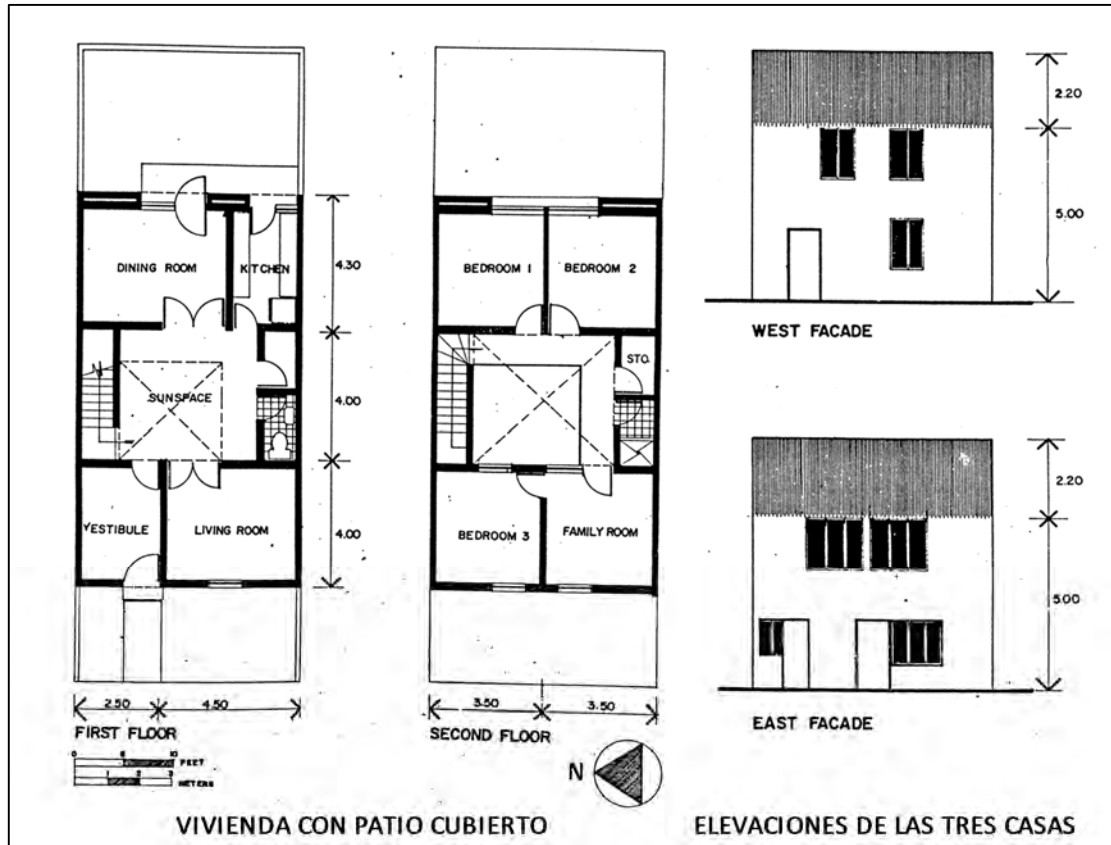 DINING ROOM
KITCHEN
4.30
SUNSPACE
4.00
VESTIBULE
LIVING ROOM
4.00
2.50
4.50
FIRST FLOOR
FEET
METERS
BEDROOM 1
BEDROOM 2
STO.
BEDROOM 3
FAMILY ROOM
3.50
3.50
SECOND FLOOR
N
2.20
5.00
WEST FACADE
2.20
5.00
EAST FACADE
VIVIENDA CON PATIO CUBIERTO
ELEVACIONES DE LAS TRES CASAS